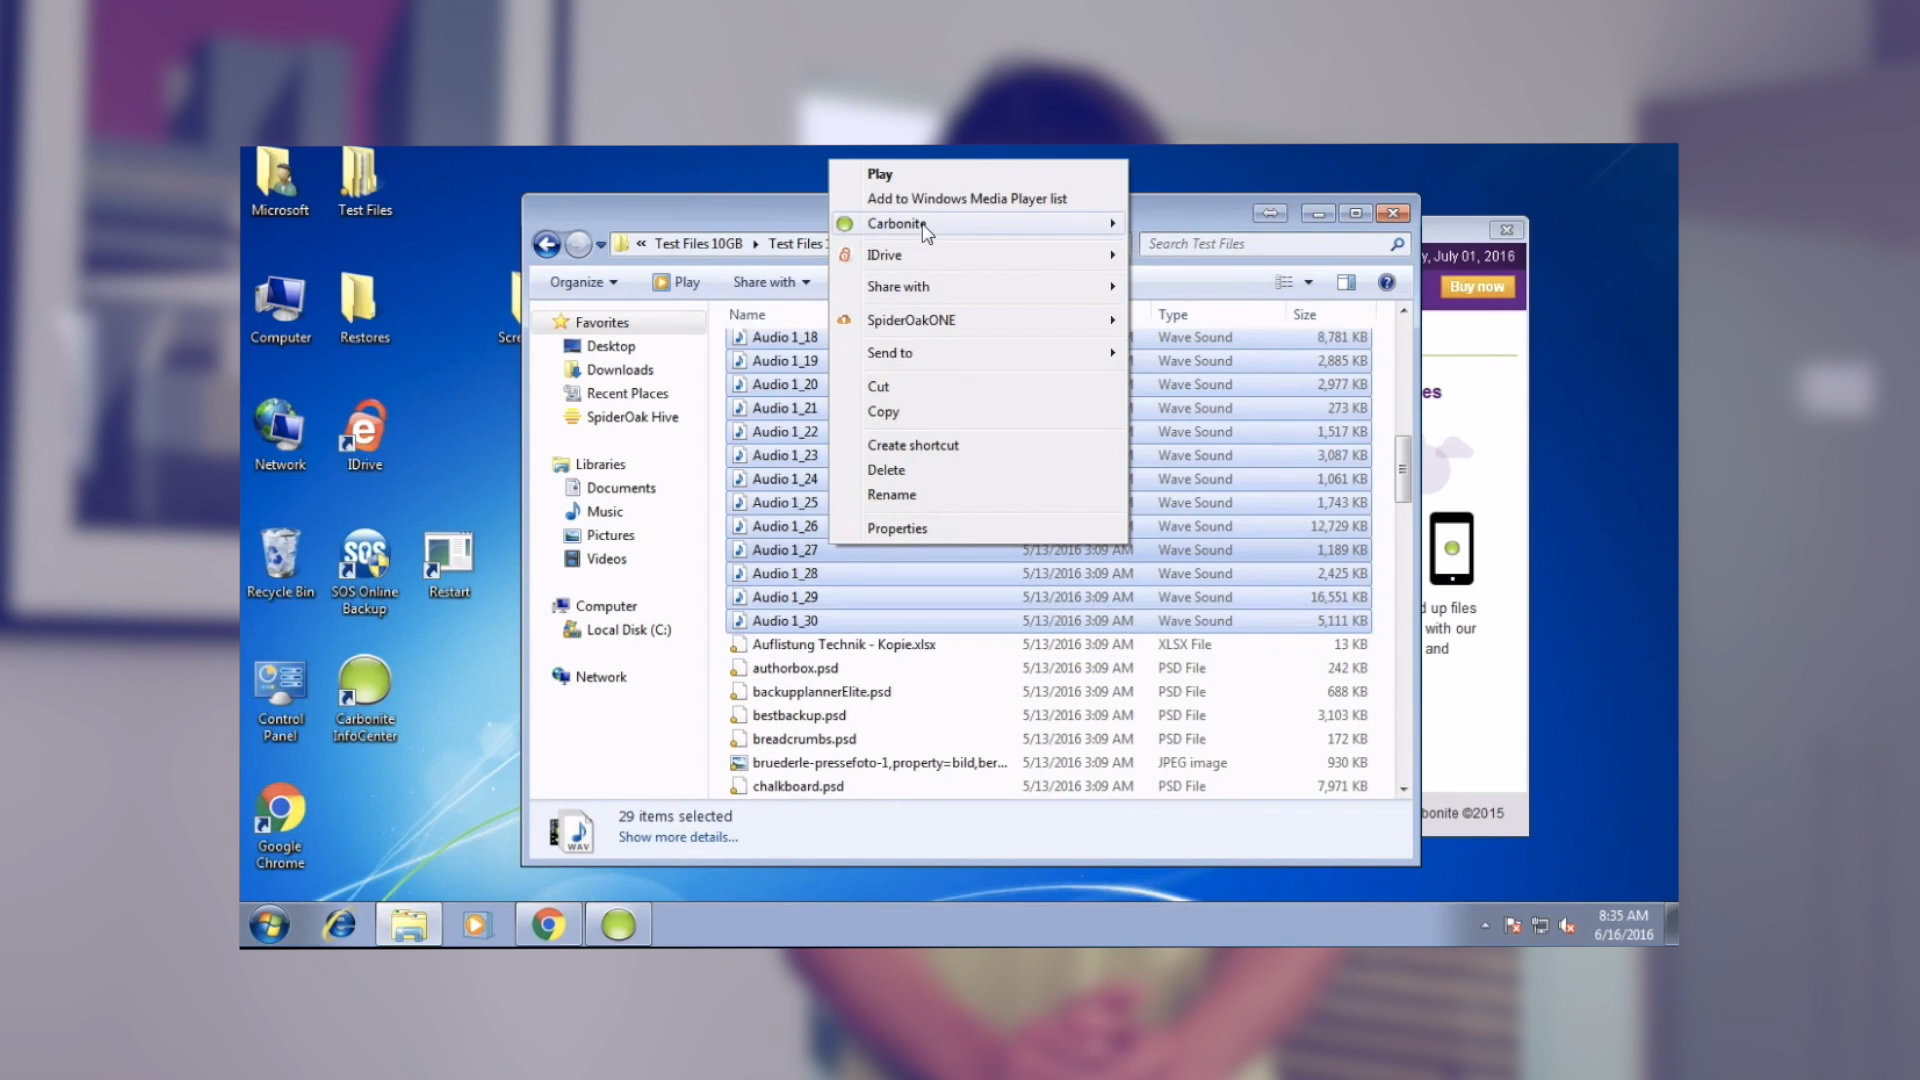 Microsoft
Test Files
Computer
Restores
Network
IDrive
Recycle Bin
SOS Online
Backup
Restart
Control
Panel
Carbonite
InfoCenter
Google
Chrome
SOS
« Test Files 10GB ▸ Test Files
Search Test Files
Organize
Play
Share with
Favorites
Desktop
Downloads
Recent Places
SpiderOak Hive
Libraries
Documents
Music
Pictures
Videos
Computer
Local Disk (C:)
Network
Name Type Size
Audio 1_18 Wave Sound 8,781 KB
Audio 1_19 Wave Sound 2,885 KB
Audio 1_20 Wave Sound 2,977 KB
Audio 1_21 Wave Sound 273 KB
Audio 1_22 Wave Sound 1,517 KB
Audio 1_23 Wave Sound 3,087 KB
Audio 1_24 Wave Sound 1,061 KB
Audio 1_25 Wave Sound 1,743 KB
Audio 1_26 Wave Sound 12,729 KB
Audio 1_27 5/13/2016 3:09 AM Wave Sound 1,189 KB
Audio 1_28 5/13/2016 3:09 AM Wave Sound 2,425 KB
Audio 1_29 5/13/2016 3:09 AM Wave Sound 16,551 KB
Audio 1_30 5/13/2016 3:09 AM Wave Sound 5,111 KB
Auflistung Technik - Kopie.xlsx 5/13/2016 3:09 AM XLSX File 13 KB
authorbox.psd 5/13/2016 3:09 AM PSD File 242 KB
backupplannerElite.psd 5/13/2016 3:09 AM PSD File 688 KB
bestbackup.psd 5/13/2016 3:09 AM PSD File 3,103 KB
breadcrumbs.psd 5/13/2016 3:09 AM PSD File 172 KB
bruederle-pressefoto-1,property=bild,ber... 5/13/2016 3:09 AM JPEG image 930 KB
chalkboard.psd 5/13/2016 3:09 AM PSD File 7,971 KB
WAV
29 items selected
Show more details...
Play
Add to Windows Media Player list
Carbonite
IDrive
Share with
SpiderOakONE
Send to
Cut
Copy
Create shortcut
Delete
Rename
Properties
y, July 01, 2016
Buy now
es
d up files
with our
and
bonite ©2015
8:35 AM
6/16/2016